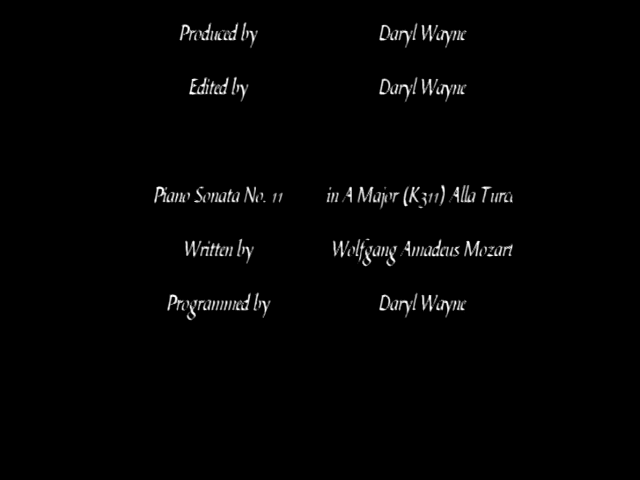 Produced by Daryl Wayne
Edited by Daryl Wayne
Piano Sonata No. 11 in A Major (K311) Alla Turca
Written by Wolfgang Amadeus Mozart
Programmed by Daryl Wayne